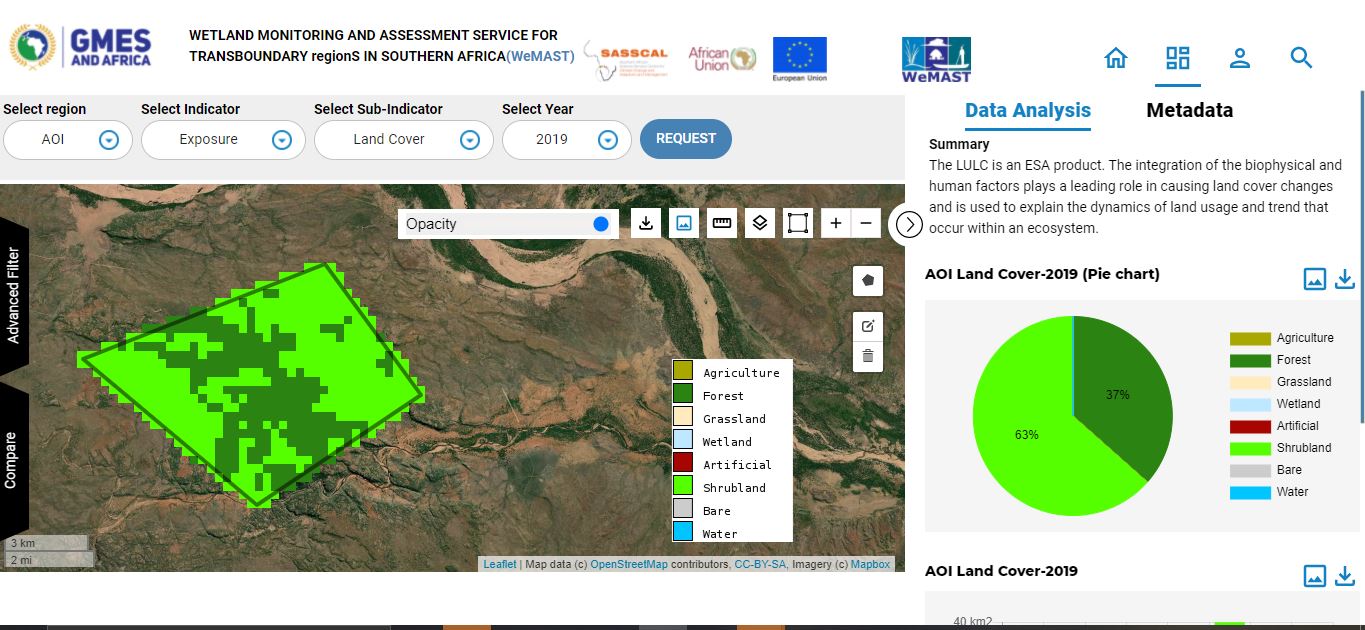 GMES
AND AFRICA
WETLAND MONITORING AND ASSESSMENT SERVICE FOR
TRANSBOUNDARY regionS IN SOUTHERN AFRICA(WeMAST)
SASSCAL
African
Union
European Union
WeMAST
Select region
Select Indicator
Select Sub-Indicator
Select Year
AOI
Exposure
Land Cover
2019
REQUEST
Data Analysis
Metadata
Summary
The LULC is an ESA product. The integration of the biophysical and
human factors plays a leading role in causing land cover changes
and is used to explain the dynamics of land usage and trend that
occur within an ecosystem.
Opacity
+
−
Advanced Filter
Compare
Agriculture
Forest
Grassland
Wetland
Artificial
Shrubland
Bare
Water
3 km
2 mi
Leaflet | Map data (c) OpenStreetMap contributors, CC-BY-SA, Imagery (c) Mapbox
AOI Land Cover-2019 (Pie chart)
37%
63%
Agriculture
Forest
Grassland
Wetland
Artificial
Shrubland
Bare
Water
AOI Land Cover-2019
40 km2